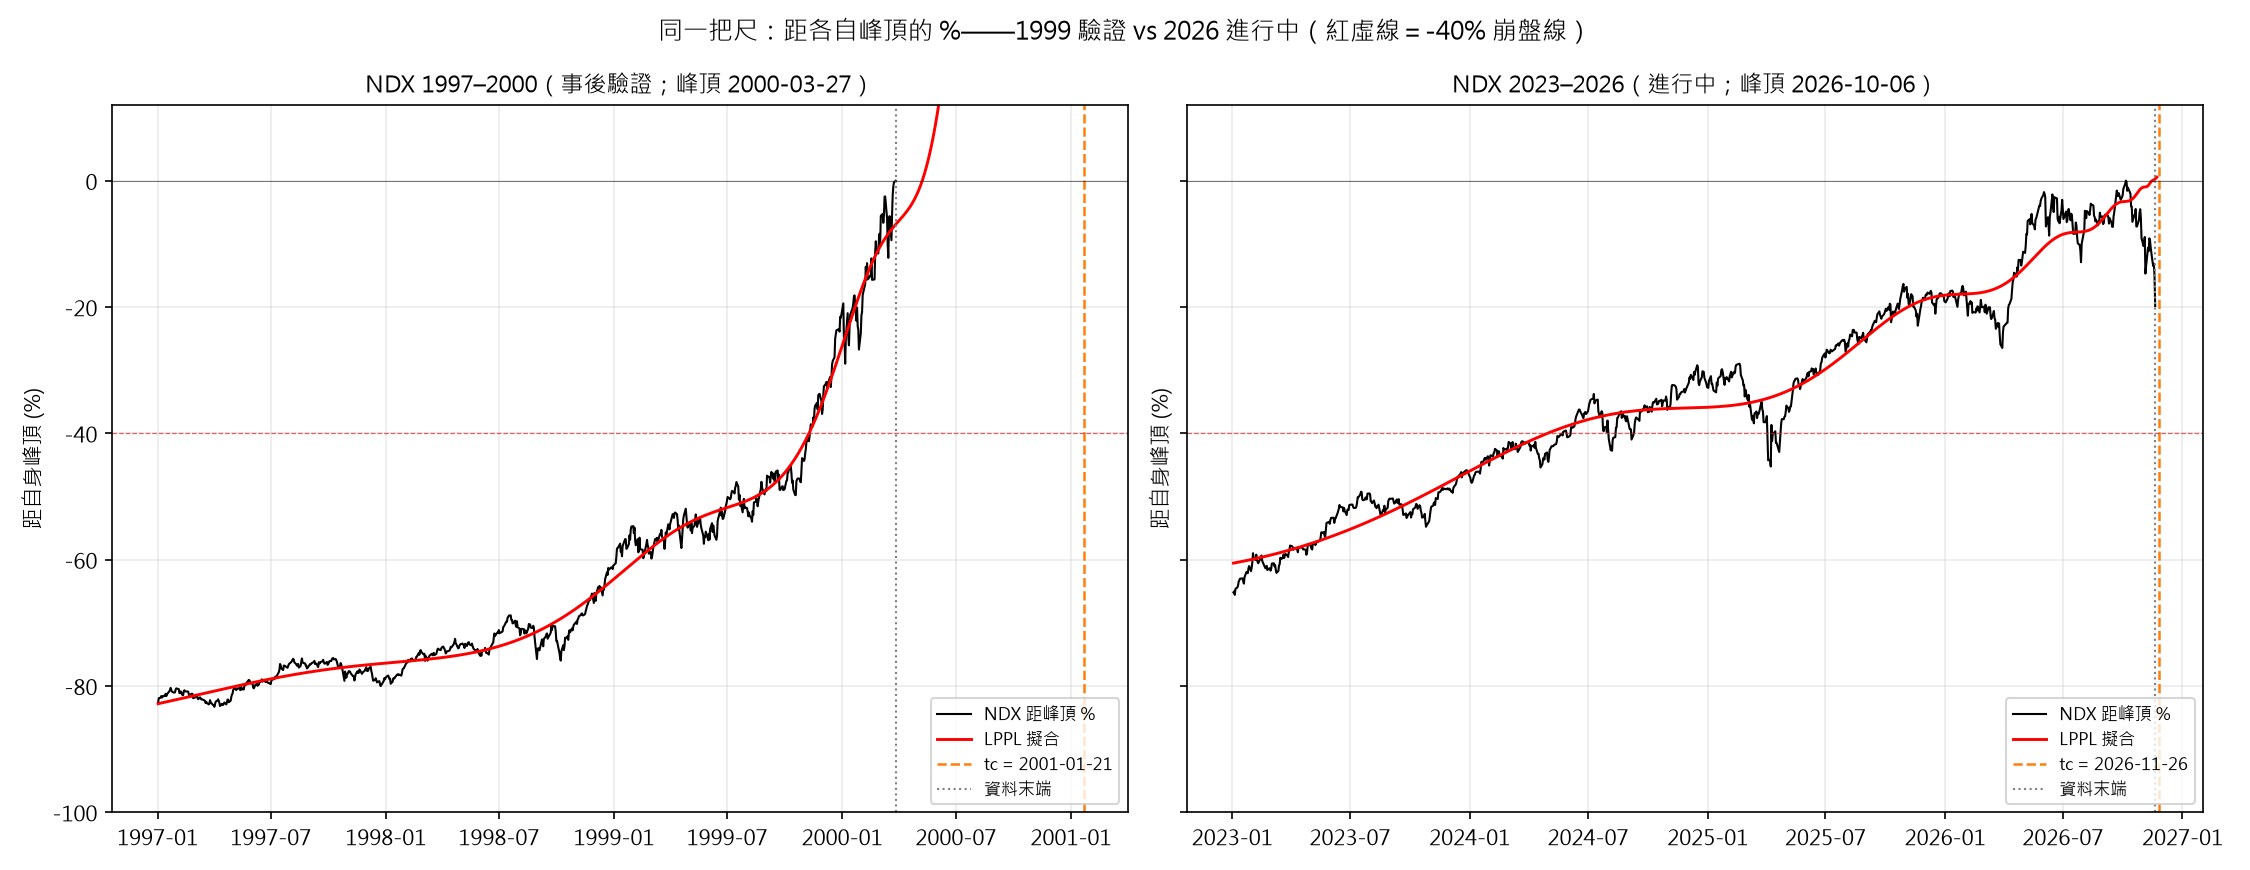 同一把尺：距各自峰頂的 %——1999 驗證 vs 2026 進行中（紅虛線 = -40% 崩盤線）
NDX 1997–2000（事後驗證；峰頂 2000-03-27）
距自身峰頂 (%)
0
-20
-40
-60
-80
-100
1997-01
1997-07
1998-01
1998-07
1999-01
1999-07
2000-01
2000-07
2001-01
NDX 距峰頂 %
LPPL 擬合
tc = 2001-01-21
資料末端
NDX 2023–2026（進行中；峰頂 2026-10-06）
距自身峰頂 (%)
2023-01
2023-07
2024-01
2024-07
2025-01
2025-07
2026-01
2026-07
2027-01
NDX 距峰頂 %
LPPL 擬合
tc = 2026-11-26
資料末端